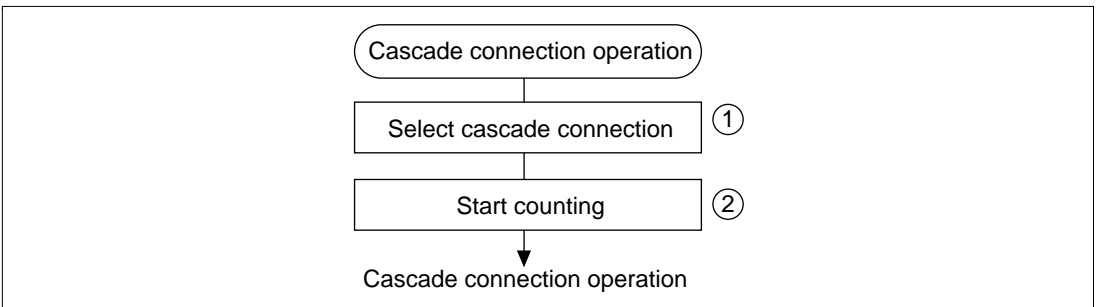 Cascade connection operation
Select cascade connection
1
Start counting
2
Cascade connection operation